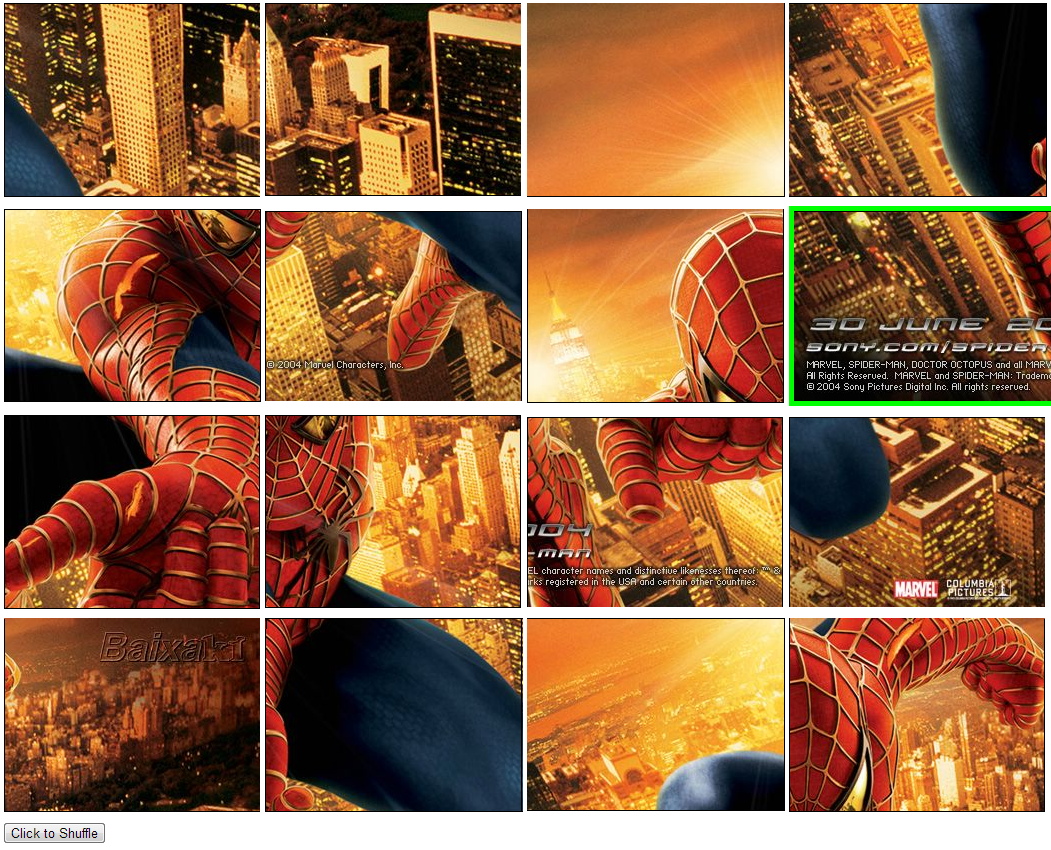 30 JUNE 20
SONY.COM/SPIDER
MARVEL, SPIDER-MAN, DOCTOR OCTOPUS and all MARV
All Rights Reserved. MARVEL and SPIDER-MAN: Tradema
© 2004 Sony Pictures Digital Inc. All rights reserved.
© 2004 Marvel Characters, Inc.
004
-MAN
EL character names and distinctive likenesses thereof: ™ &
rks registered in the USA and certain other countries.
MARVEL
COLUMBIA
PICTURES
Baixaki
Click to Shuffle